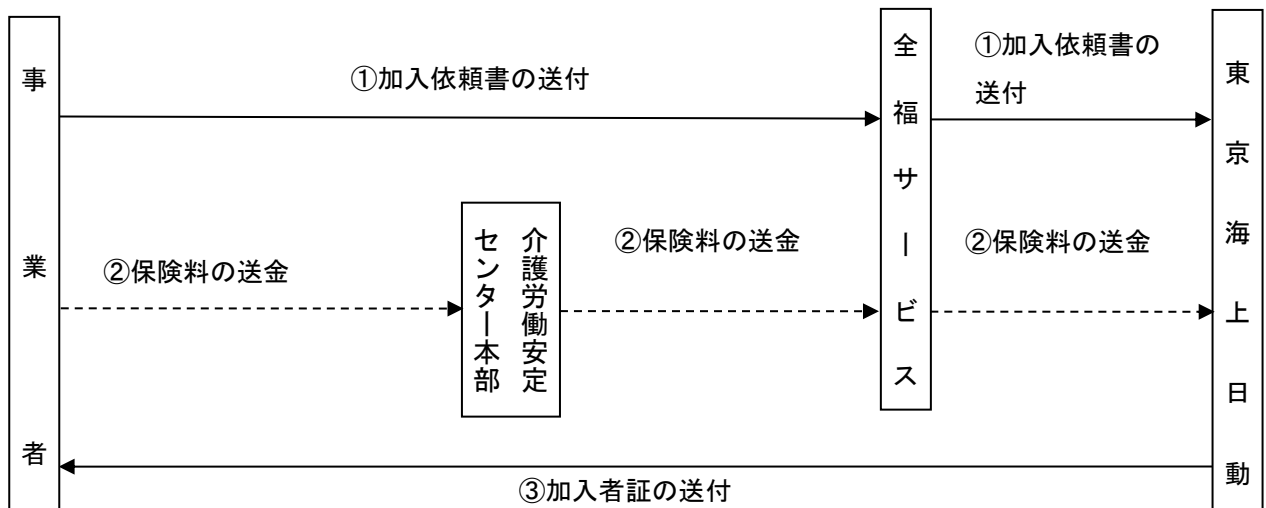 事業者
①加入依頼書の送付
全福サービス
①加入依頼書の
送付
東京海上日動
②保険料の送金
介護労働安定
センター本部
②保険料の送金
②保険料の送金
③加入者証の送付